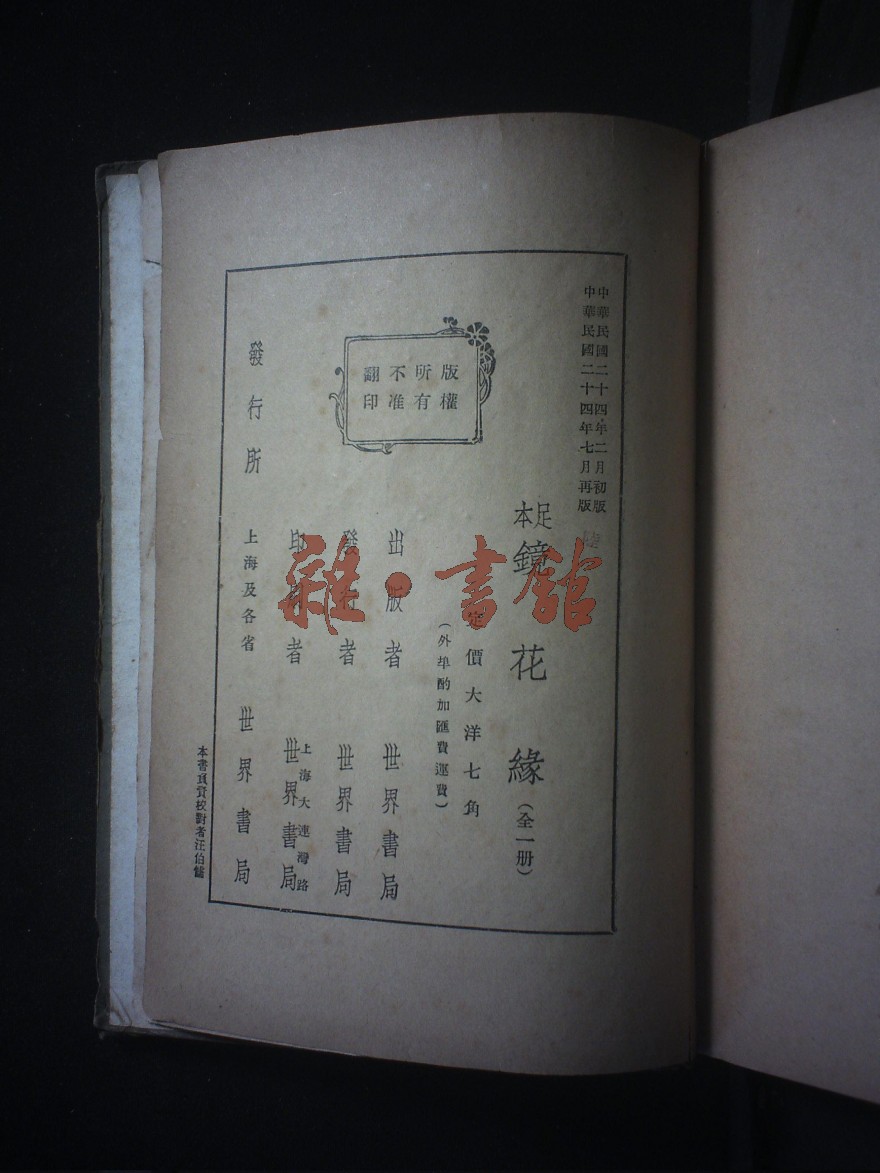 中華民國二十四年二月初版
中華民國二十四年七月再版
足本鏡花緣（全一册）
定價大洋七角
（外埠酌加匯費運費）
版權
所有
不准
翻印
出版者 世界書局
發行者 世界書局
印刷者 世界書局
上海大連灣路
發行所 上海及各省 世界書局
本書負責校對者汪伯
雜·書館